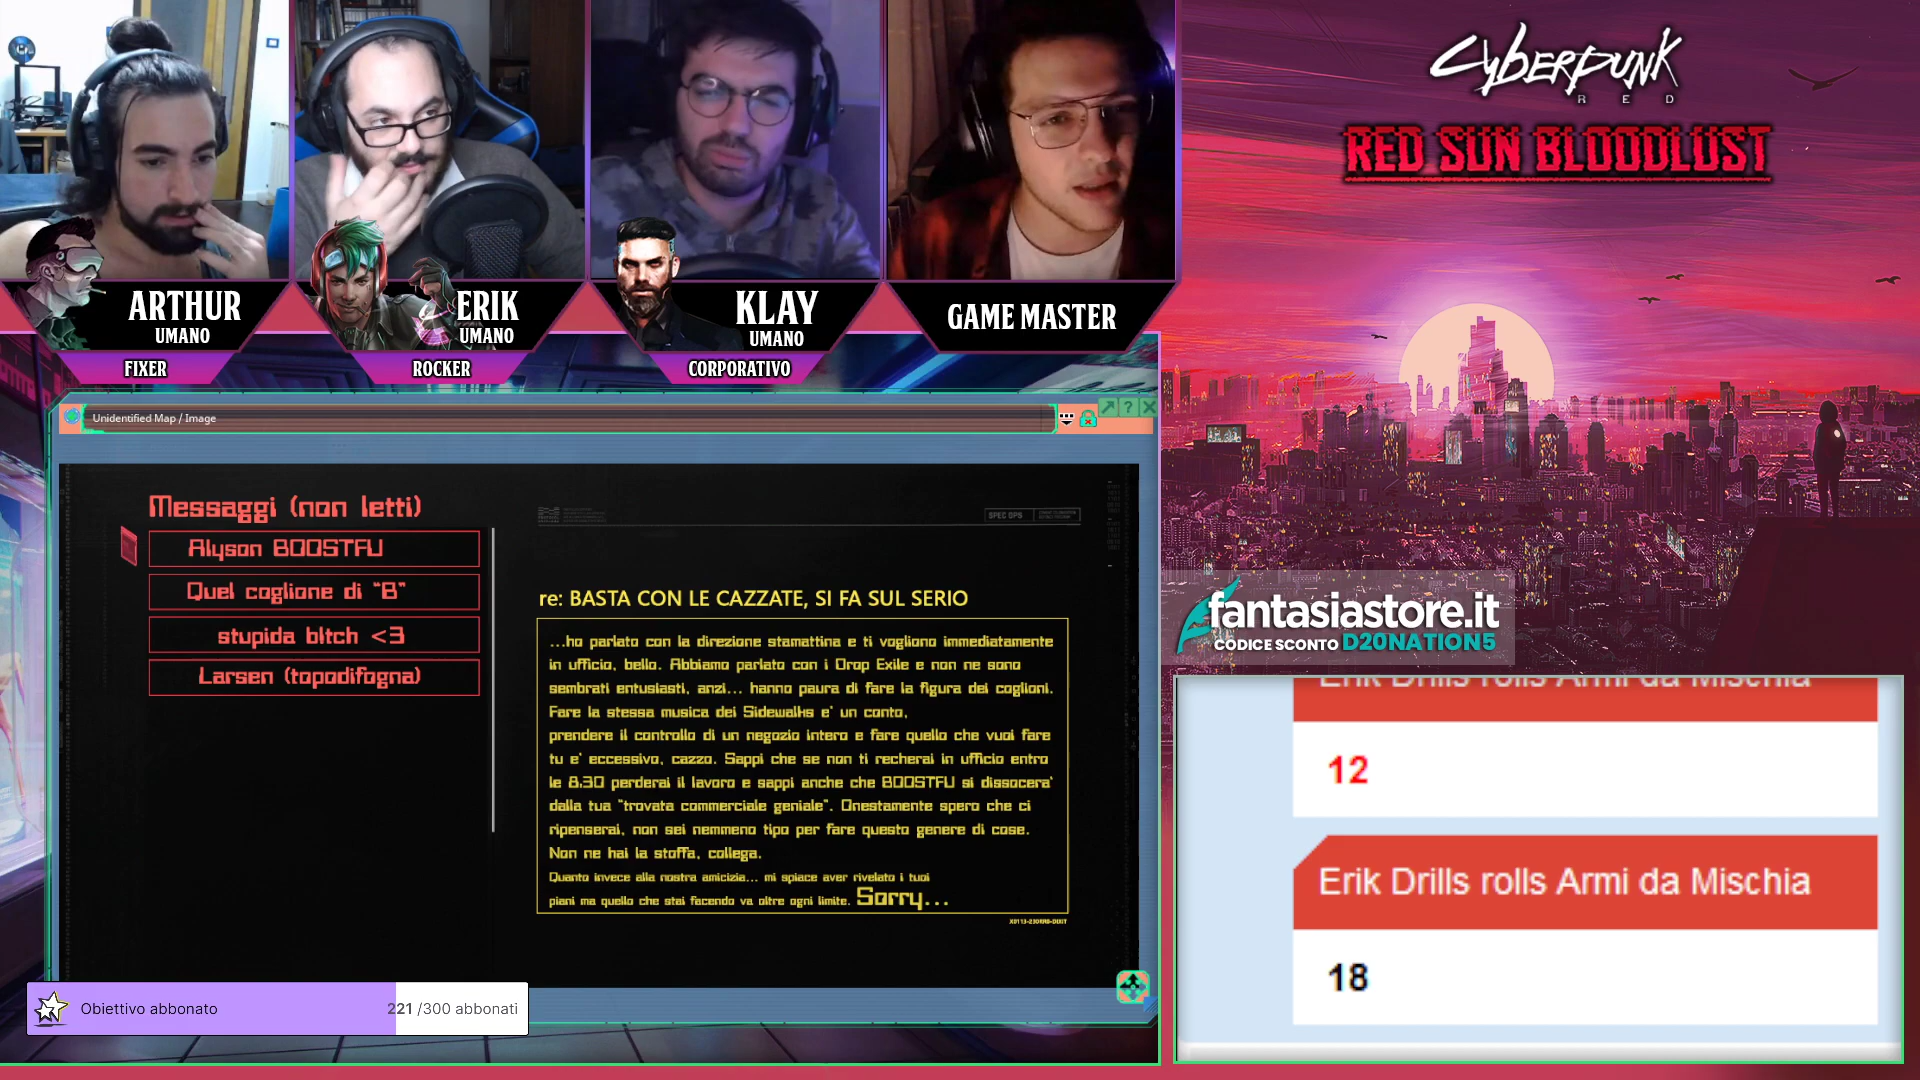 ARTHUR
UMANO
FIXER
ERIK
UMANO
ROCKER
KLAY
UMANO
CORPORATIVO
GAME MASTER
CYBERPUNK
RED
RED SUN BLOODLUST
Unidentified Map / Image
?
Messaggi (non letti)
Alyson BOOSTFU
Quel coglione di "B"
stupida bItch <3
Larsen (topodifogna)
SPEC OPS
re: BASTA CON LE CAZZATE, SI FA SUL SERIO
...ho parlato con la direzione stamattina e ti vogliono immediatamente
in ufficio, bello. Abbiamo parlato con i Drop Exile e non ne sono
sembrati entusiasti, anzi... hanno paura di fare la figura dei coglioni.
Fare la stessa musica dei Sidewalks e' un conto,
prendere il controllo di un negozio intero e fare quello che vuoi fare
tu e' eccessivo, cazzo. Sappi che se non ti recherai in ufficio entro
le 8.30 perderai il lavoro e sappi anche che BOOSTFU si dissocera'
dalla tua "trovata commerciale geniale". Onestamente spero che ci
ripenserai, non sei nemmeno tipo per fare questo genere di cose.
Non ne hai la stoffa, collega.
Quanto invece alla nostra amicizia... mi spiace aver rivelato i tuoi
piani ma quello che stai facendo va oltre ogni limite. Sorry...
fantasiastore.it
CODICE SCONTO D20NATION5
Erik Drills rolls Armi da Mischia
12
Erik Drills rolls Armi da Mischia
18
Obiettivo abbonato
221 /300 abbonati